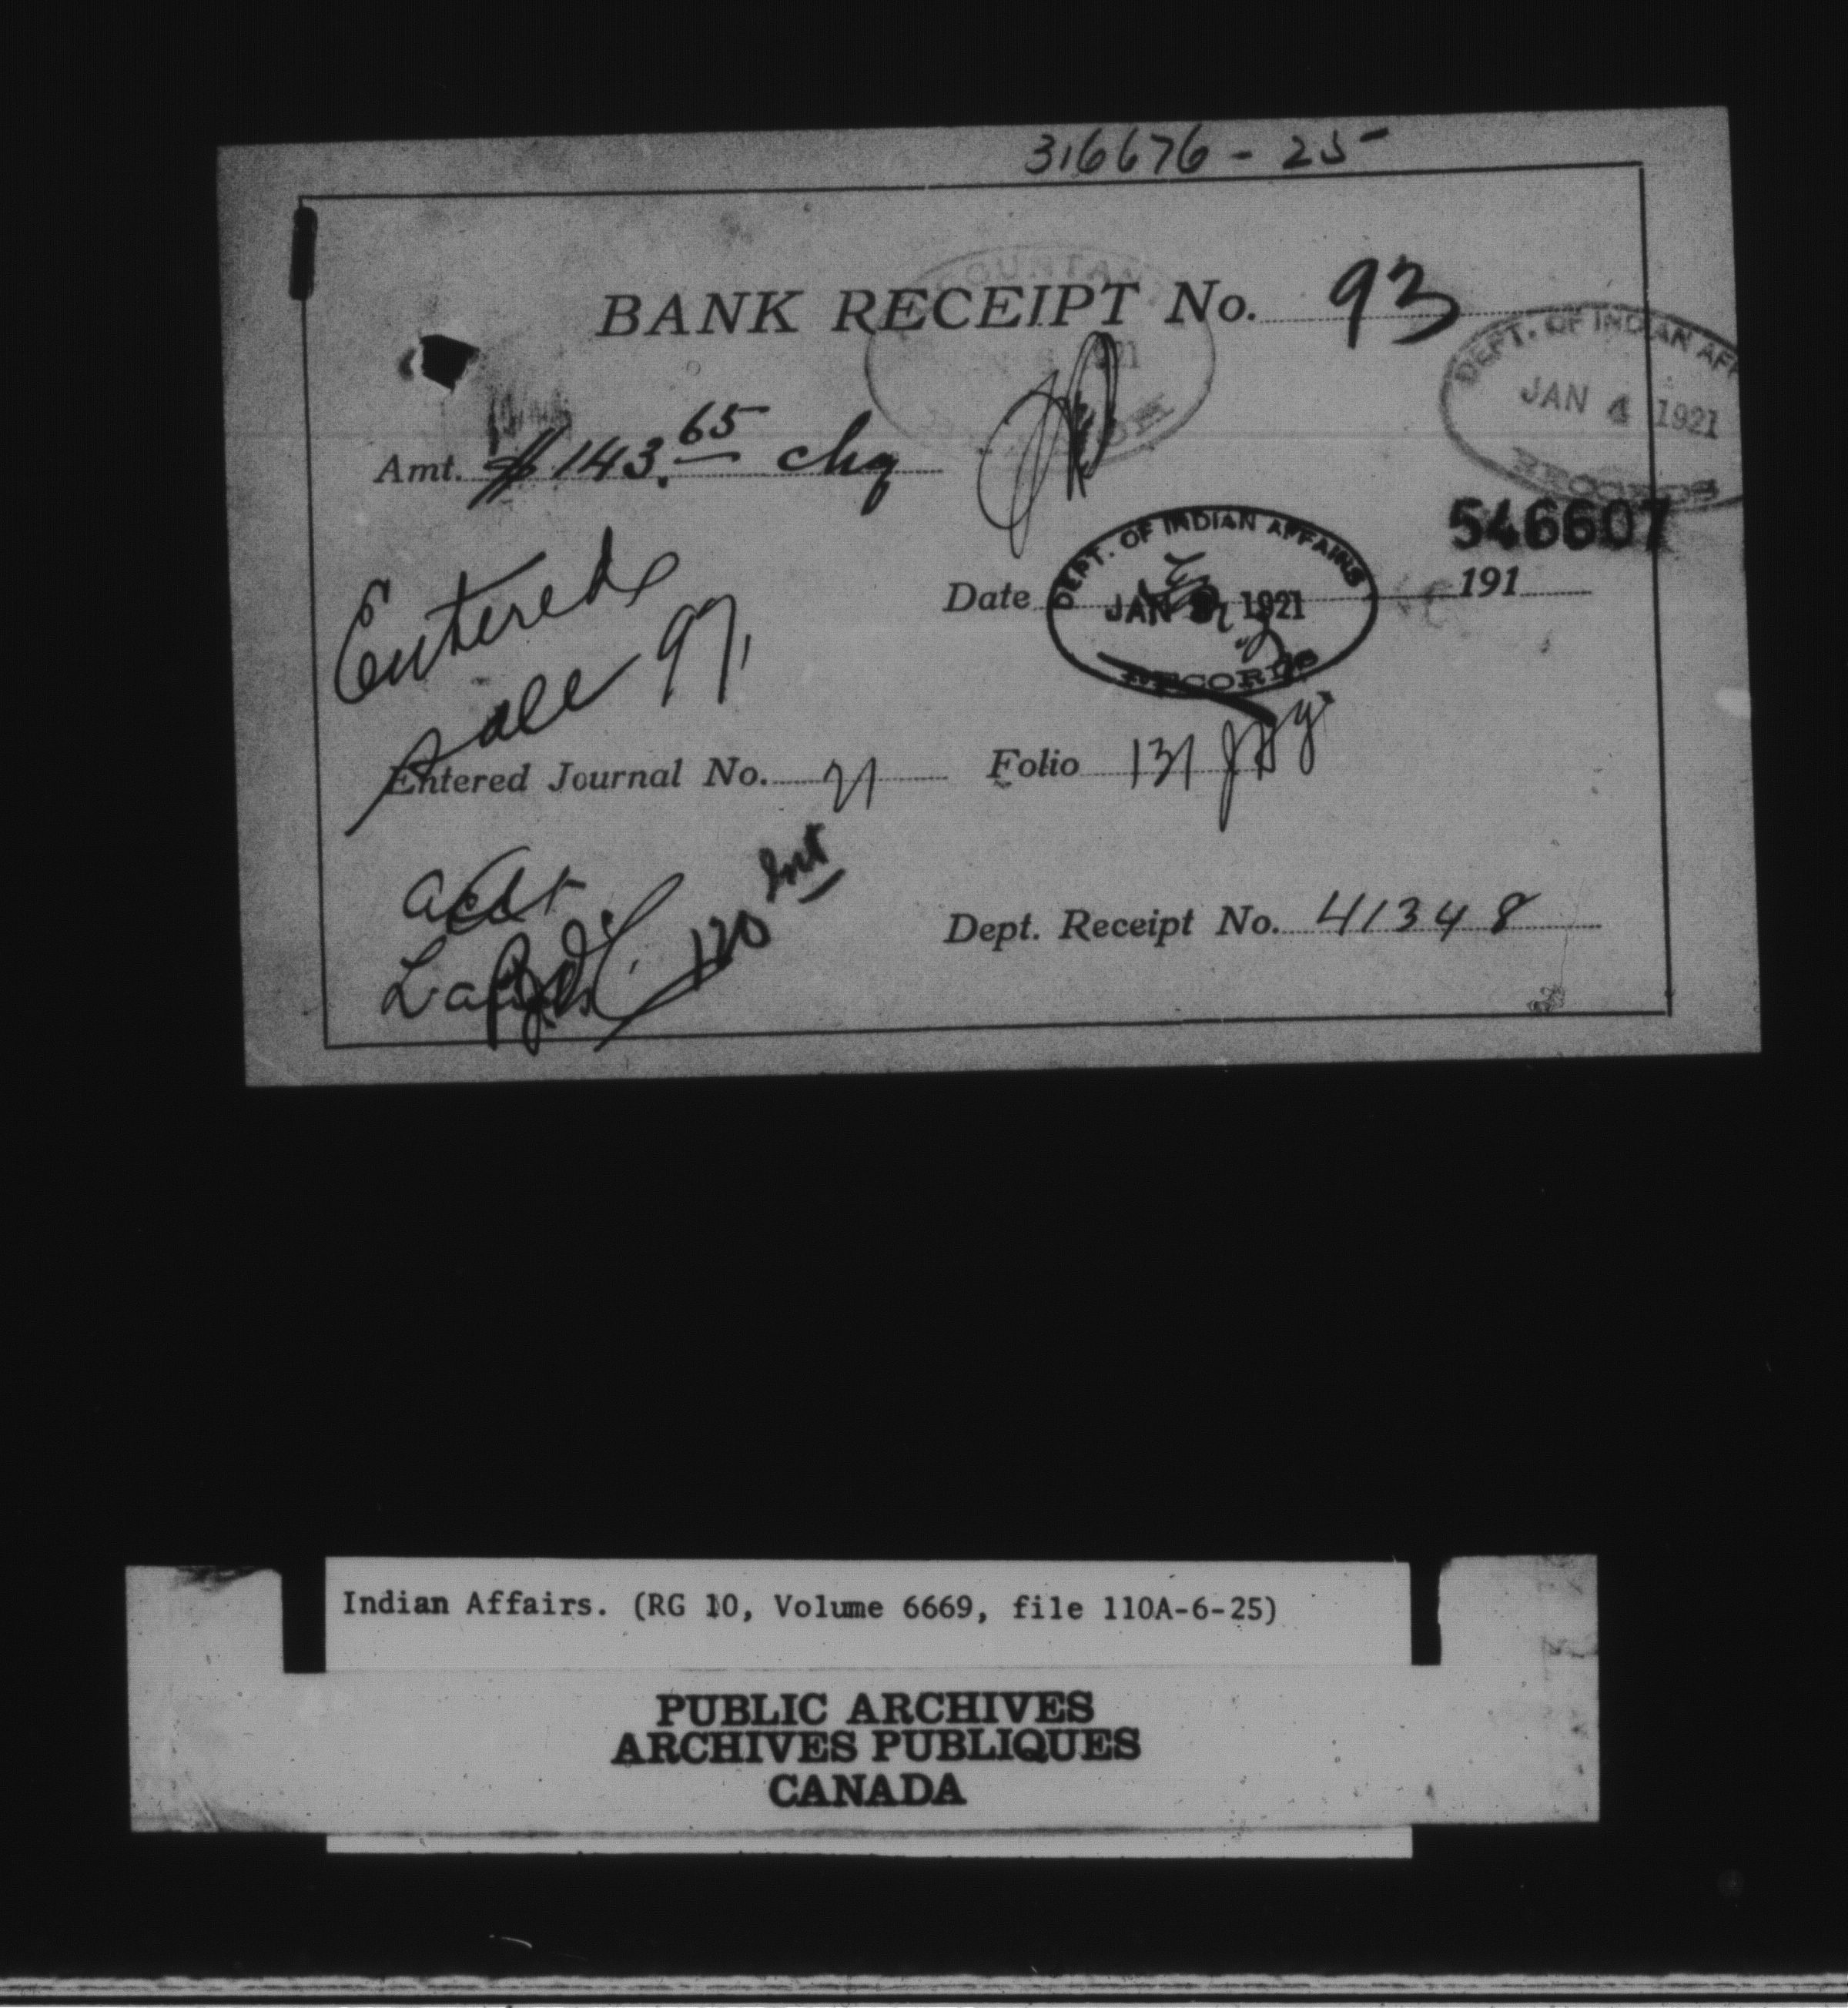 316676-25-
BANK RECEIPT No. 93
DEPT. OF INDIAN AFF
JAN 4 1921
RECORDS
Amt. $143.65 chq
546607
Entered
Sale 97,
Date 191
DEPT. OF INDIAN AFFAIRS
JAN 1921
RECORDS
Entered Journal No. 21 Folio 131
Dept. Receipt No. 41348
120 Int
Indian Affairs. (RG 10, Volume 6669, file 110A-6-25)
PUBLIC ARCHIVES
ARCHIVES PUBLIQUES
CANADA